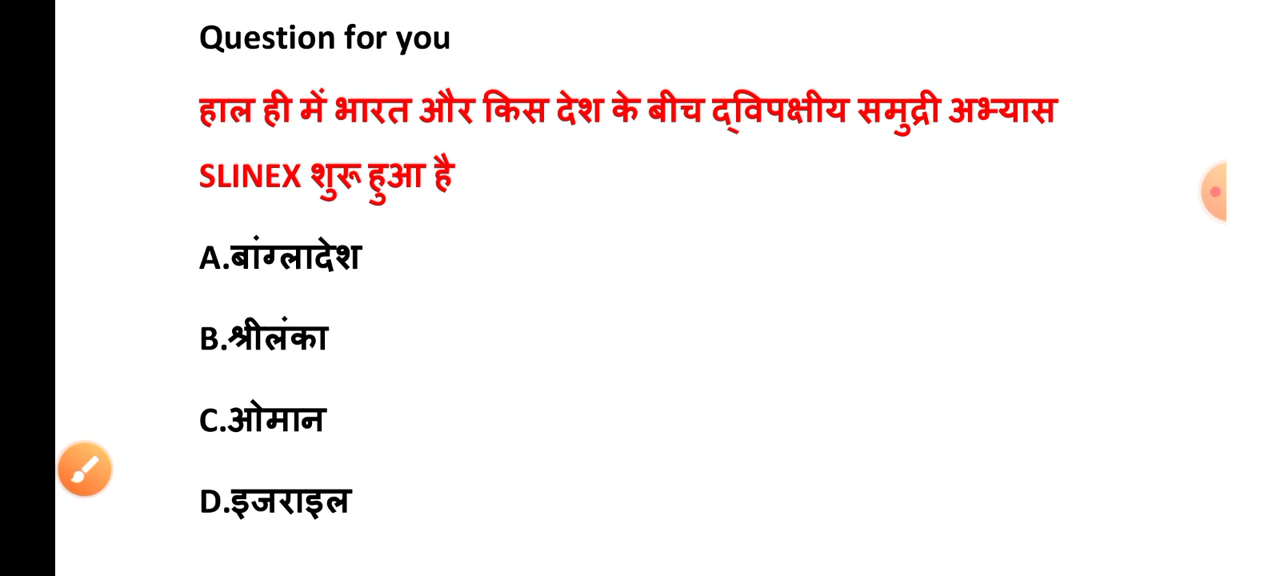 Question for you
हाल ही में भारत और किस देश के बीच द्विपक्षीय समुद्री अभ्यास
SLINEX शुरू हुआ है
A.बांग्लादेश
B.श्रीलंका
C.ओमान
D.इजराइल